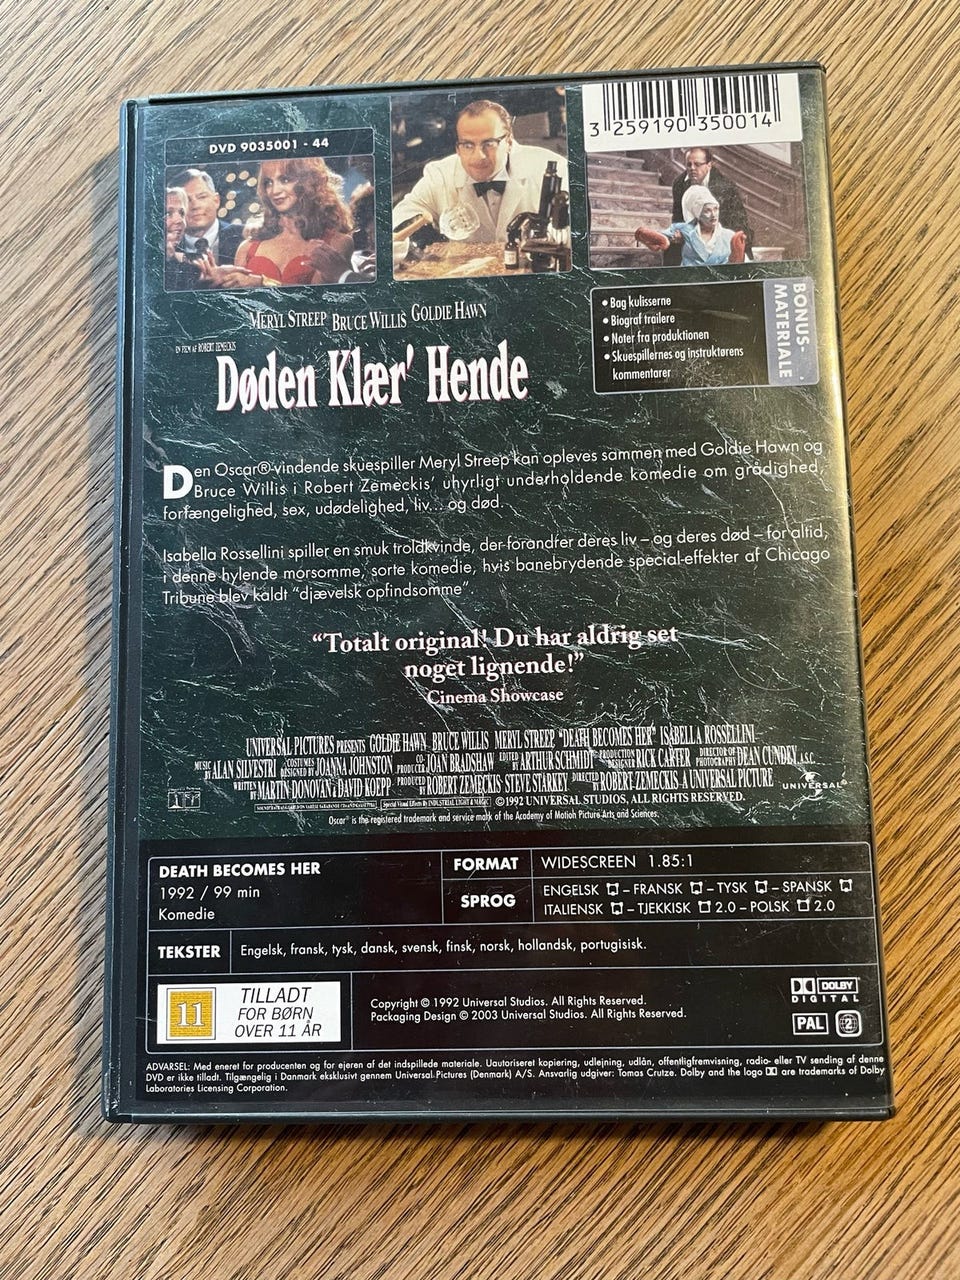 DVD 9035001 - 44
3 259190 350014
MERYL STREEP BRUCE WILLIS GOLDIE HAWN
EN FILM AF ROBERT ZEMECKIS
Døden Klær' Hende
BONUS-
MATERIALE
• Bag kulisserne
• Biograf trailere
• Noter fra produktionen
• Skuespillernes og instruktørens
kommentarer
Den Oscar®-vindende skuespiller Meryl Streep kan opleves sammen med Goldie Hawn og
Bruce Willis i Robert Zemeckis' uhyrligt underholdende komedie om grådighed,
forfængelighed, sex, udødelighed, liv... og død.
Isabella Rossellini spiller en smuk troldkvinde, der forandrer deres liv – og deres død – for altid,
i denne hylende morsomme, sorte komedie, hvis banebrydende special-effekter af Chicago
Tribune blev kaldt "djævelsk opfindsomme".
"Totalt original! Du har aldrig set
noget lignende!"
Cinema Showcase
UNIVERSAL PICTURES PRESENTS GOLDIE HAWN BRUCE WILLIS MERYL STREEP "DEATH BECOMES HER" ISABELLA ROSSELLINI
MUSIC BY ALAN SILVESTRI COSTUMES DESIGNED BY JOANNA JOHNSTON CO-PRODUCER JOAN BRADSHAW EDITED BY ARTHUR SCHMIDT PRODUCTION DESIGNER RICK CARTER DIRECTOR OF PHOTOGRAPHY DEAN CUNDEY, A.S.C.
WRITTEN BY MARTIN DONOVAN & DAVID KOEPP PRODUCED BY ROBERT ZEMECKIS STEVE STARKEY DIRECTED BY ROBERT ZEMECKIS A UNIVERSAL PICTURE
UNIVERSAL
Special Visual Effects By INDUSTRIAL LIGHT & MAGIC © 1992 UNIVERSAL STUDIOS, ALL RIGHTS RESERVED.
Oscar® is the registered trademark and service mark of the Academy of Motion Picture Arts and Sciences.
DEATH BECOMES HER
1992 / 99 min
Komedie
FORMAT WIDESCREEN 1.85:1
SPROG ENGELSK – FRANSK – TYSK – SPANSK
ITALIENSK – TJEKKISK 2.0 – POLSK 2.0
TEKSTER Engelsk, fransk, tysk, dansk, svensk, finsk, norsk, hollandsk, portugisisk.
11
TILLADT
FOR BØRN
OVER 11 ÅR
Copyright © 1992 Universal Studios. All Rights Reserved.
Packaging Design © 2003 Universal Studios. All Rights Reserved.
DOLBY
DIGITAL
PAL 2
ADVARSEL: Med eneret for producenten og for ejeren af det indspillede materiale. Uautoriseret kopiering, udlejning, udlån, offentligfremvisning, radio- eller TV sending af denne
DVD er ikke tilladt. Tilgængelig i Danmark eksklusivt gennem Universal Pictures (Denmark) A/S. Ansvarlig udgiver: Tomas Crutze. Dolby and the logo are trademarks of Dolby
Laboratories Licensing Corporation.